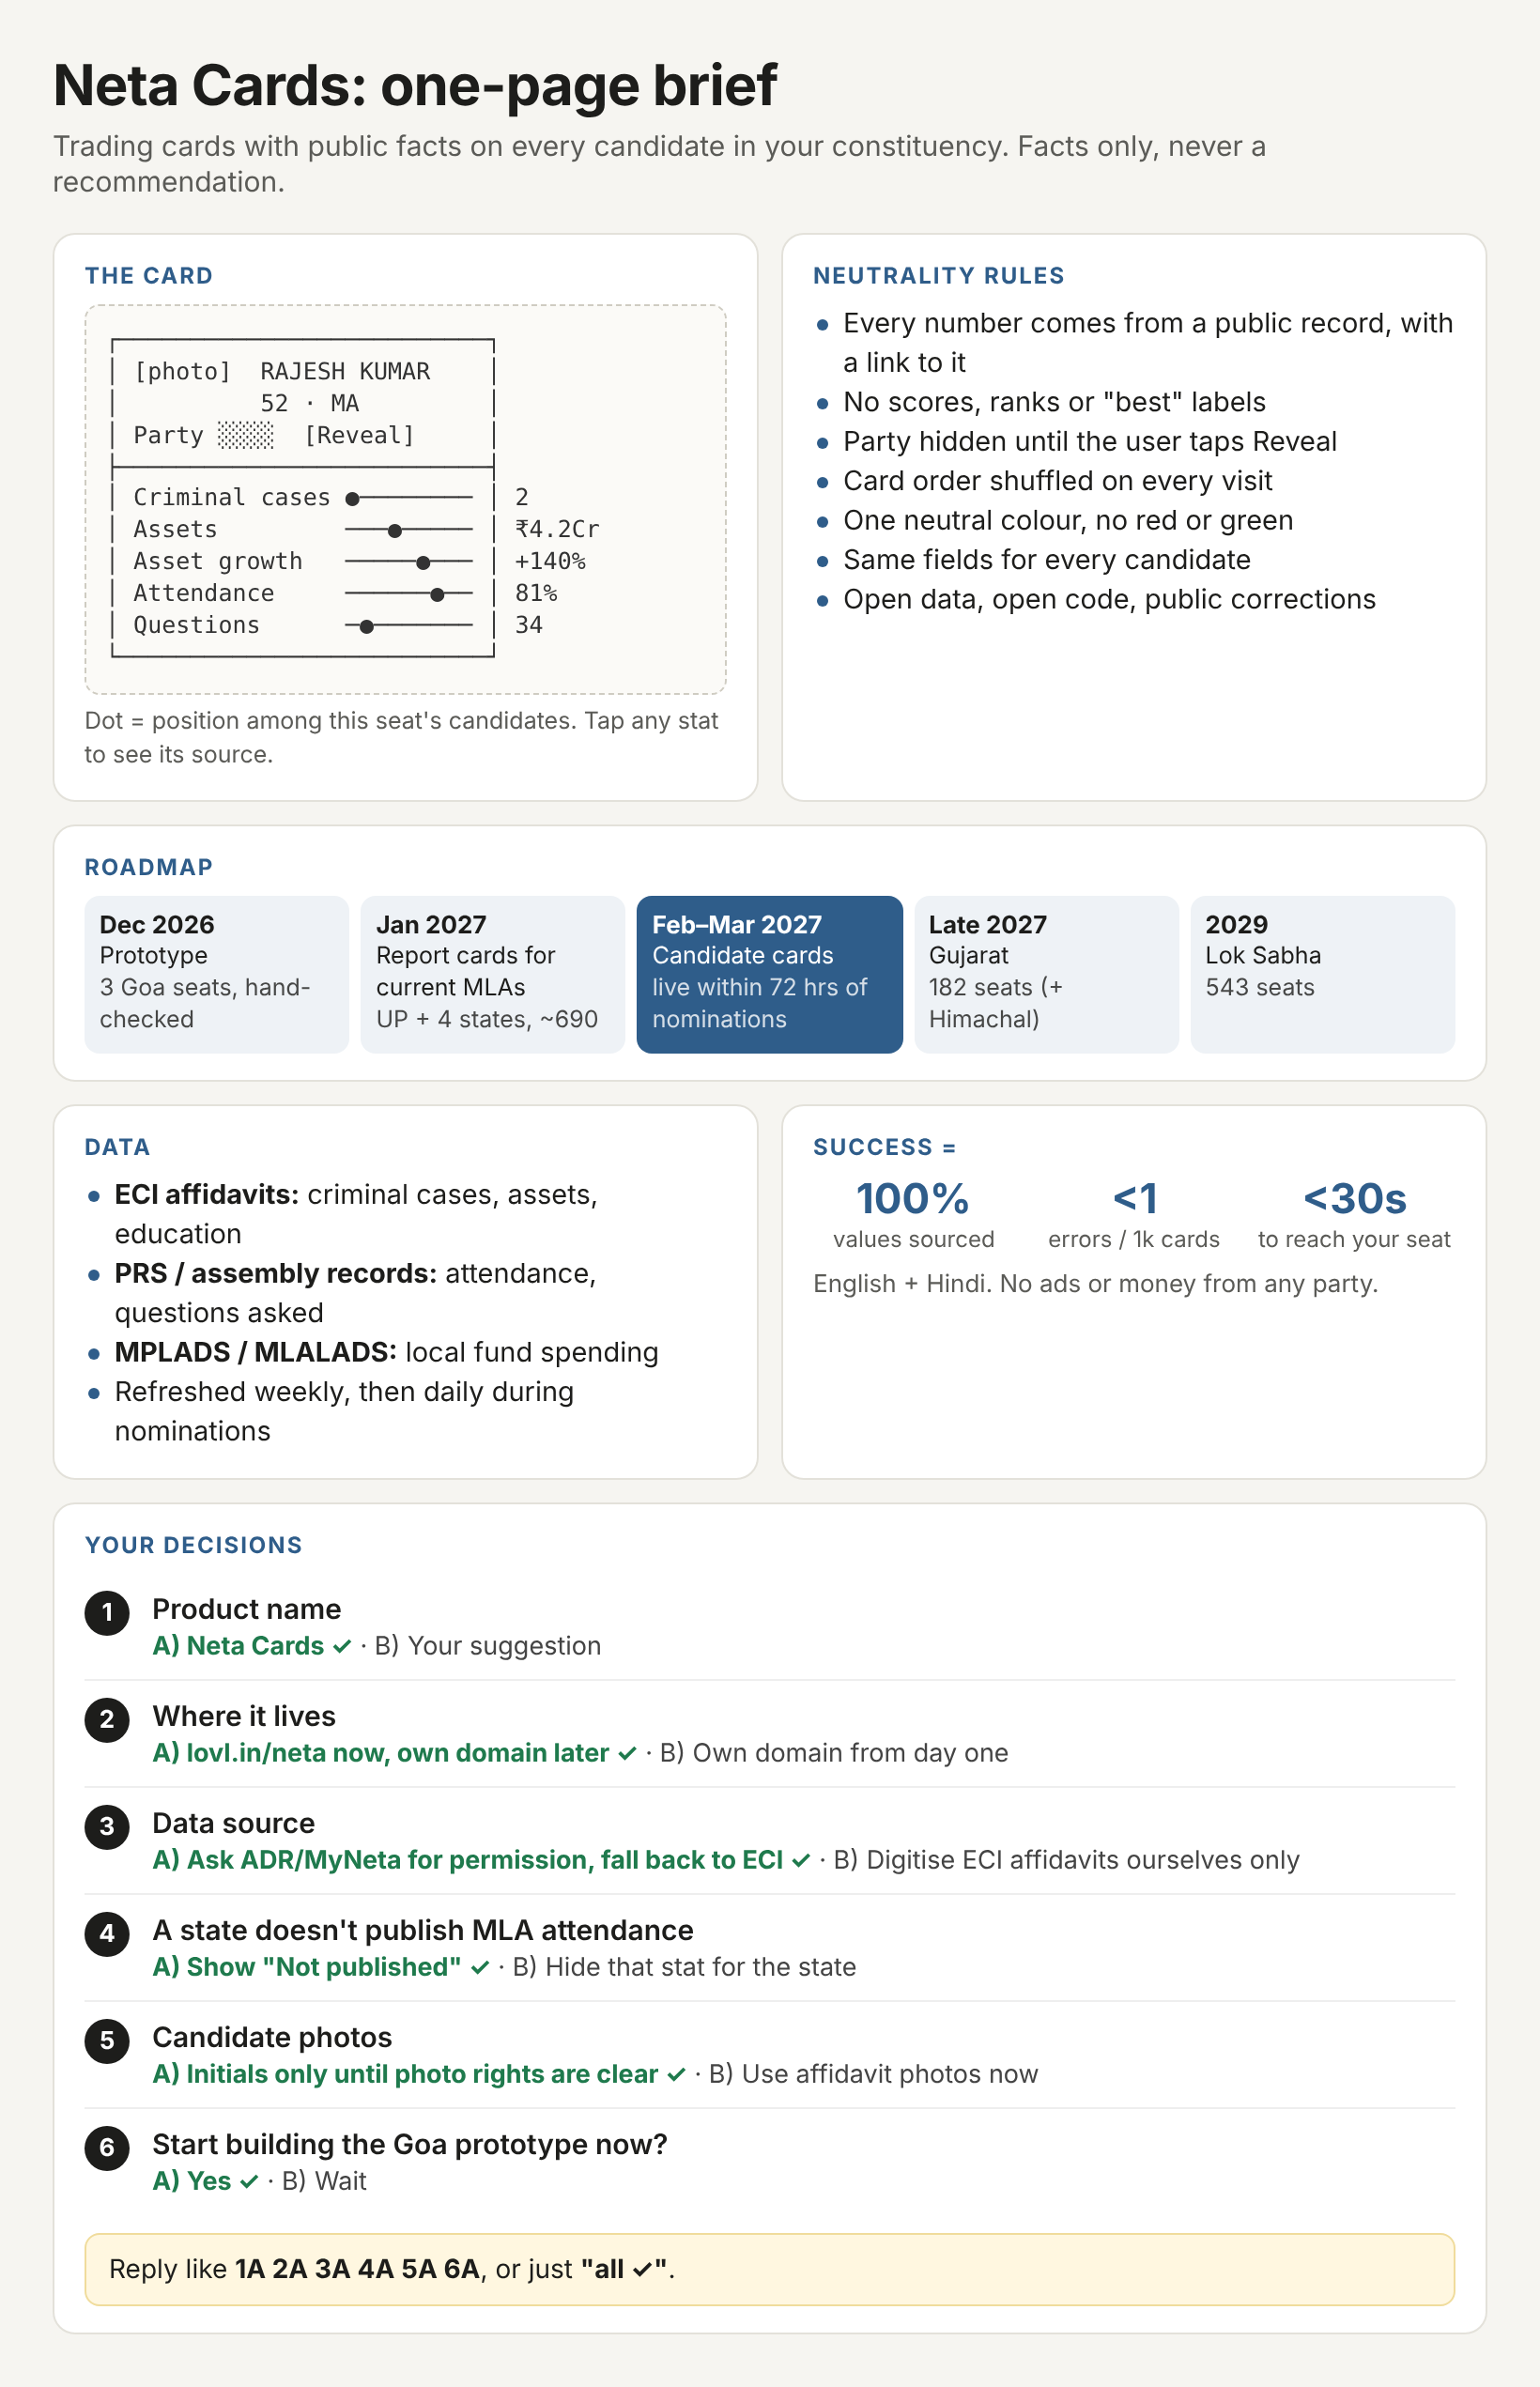 Neta Cards: one-page brief
Trading cards with public facts on every candidate in your constituency. Facts only, never a
recommendation.
THE CARD
[photo] RAJESH KUMAR
52 · MA
Party ░░░░ [Reveal]
Criminal cases ●──────── 2
Assets ───●───── ₹4.2Cr
Asset growth ─────●─── +140%
Attendance ──────●── 81%
Questions ─●─────── 34
Dot = position among this seat's candidates. Tap any stat
to see its source.
NEUTRALITY RULES
• Every number comes from a public record, with
a link to it
• No scores, ranks or "best" labels
• Party hidden until the user taps Reveal
• Card order shuffled on every visit
• One neutral colour, no red or green
• Same fields for every candidate
• Open data, open code, public corrections
ROADMAP
Dec 2026
Prototype
3 Goa seats, hand-
checked
Jan 2027
Report cards for
current MLAs
UP + 4 states, ~690
Feb–Mar 2027
Candidate cards
live within 72 hrs of
nominations
Late 2027
Gujarat
182 seats (+
Himachal)
2029
Lok Sabha
543 seats
DATA
• ECI affidavits: criminal cases, assets,
education
• PRS / assembly records: attendance,
questions asked
• MPLADS / MLALADS: local fund spending
• Refreshed weekly, then daily during
nominations
SUCCESS =
100%
values sourced
<1
errors / 1k cards
<30s
to reach your seat
English + Hindi. No ads or money from any party.
YOUR DECISIONS
1 Product name
A) Neta Cards ✓ · B) Your suggestion
2 Where it lives
A) lovl.in/neta now, own domain later ✓ · B) Own domain from day one
3 Data source
A) Ask ADR/MyNeta for permission, fall back to ECI ✓ · B) Digitise ECI affidavits ourselves only
4 A state doesn't publish MLA attendance
A) Show "Not published" ✓ · B) Hide that stat for the state
5 Candidate photos
A) Initials only until photo rights are clear ✓ · B) Use affidavit photos now
6 Start building the Goa prototype now?
A) Yes ✓ · B) Wait
Reply like 1A 2A 3A 4A 5A 6A, or just "all ✓".